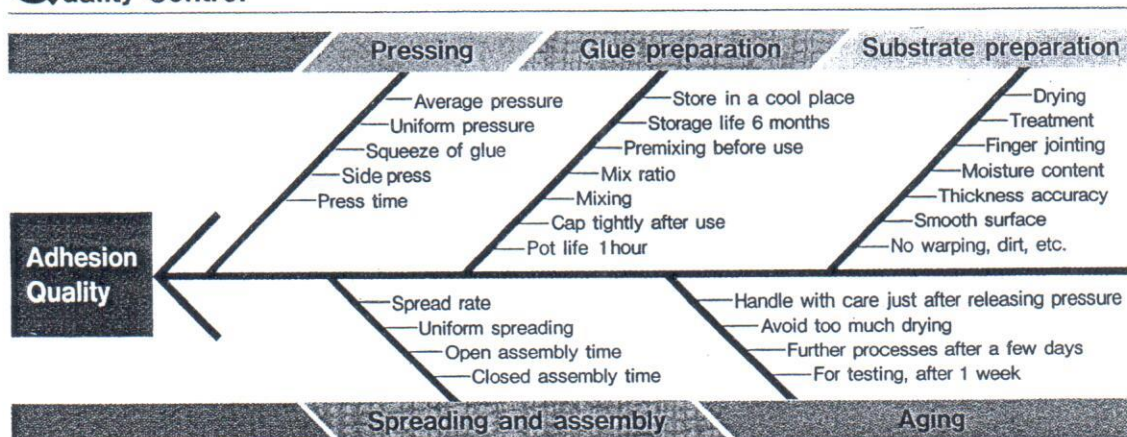 Quality Control
Pressing
Glue preparation
Substrate preparation
Average pressure
Uniform pressure
Squeeze of glue
Side press
Press time
Store in a cool place
Storage life 6 months
Premixing before use
Mix ratio
Mixing
Cap tightly after use
Pot life 1 hour
Drying
Treatment
Finger jointing
Moisture content
Thickness accuracy
Smooth surface
No warping, dirt, etc.
Adhesion
Quality
Spread rate
Uniform spreading
Open assembly time
Closed assembly time
Handle with care just after releasing pressure
Avoid too much drying
Further processes after a few days
For testing, after 1 week
Spreading and assembly
Aging